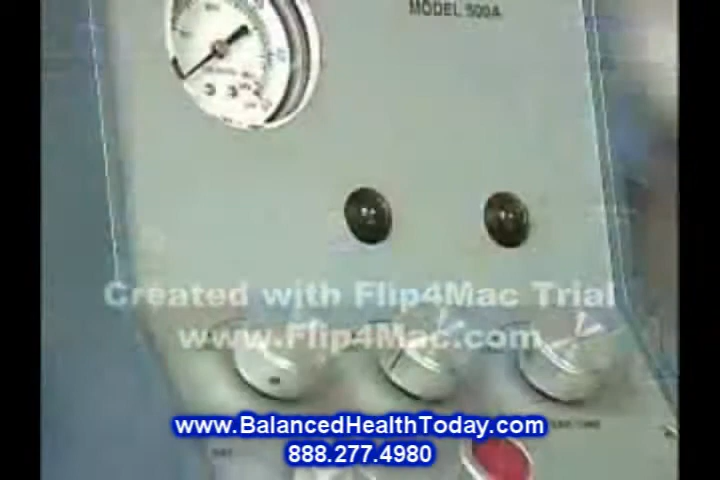 MODEL 500A
Created with Flip4Mac Trial
www.Flip4Mac.com
www.BalancedHealthToday.com
888.277.4980